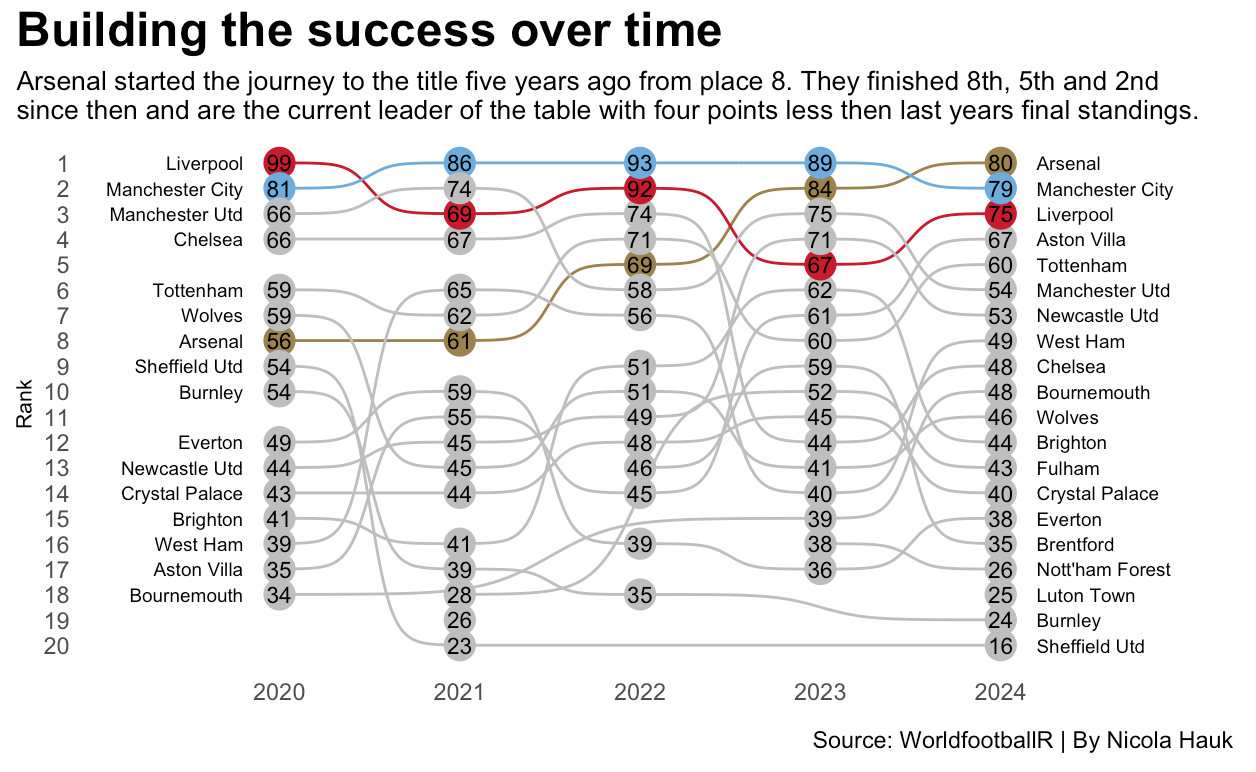 Building the success over time
Arsenal started the journey to the title five years ago from place 8. They finished 8th, 5th and 2nd
since then and are the current leader of the table with four points less then last years final standings.
Rank
1 Liverpool 99 86 93 89 80 Arsenal
2 Manchester City 81 74 92 84 79 Manchester City
3 Manchester Utd 66 69 74 75 75 Liverpool
4 Chelsea 66 67 71 71 67 Aston Villa
5 69 67 60 Tottenham
6 Tottenham 59 65 58 62 54 Manchester Utd
7 Wolves 59 62 56 61 53 Newcastle Utd
8 Arsenal 56 61 60 49 West Ham
9 Sheffield Utd 54 51 59 48 Chelsea
10 Burnley 54 59 51 52 48 Bournemouth
11 55 49 45 46 Wolves
12 Everton 49 45 48 44 44 Brighton
13 Newcastle Utd 44 45 46 41 43 Fulham
14 Crystal Palace 43 44 45 40 40 Crystal Palace
15 Brighton 41 39 38 Everton
16 West Ham 39 41 39 38 35 Brentford
17 Aston Villa 35 39 36 26 Nott'ham Forest
18 Bournemouth 34 28 35 25 Luton Town
19 26 24 Burnley
20 23 16 Sheffield Utd
2020 2021 2022 2023 2024
Source: WorldfootballR | By Nicola Hauk